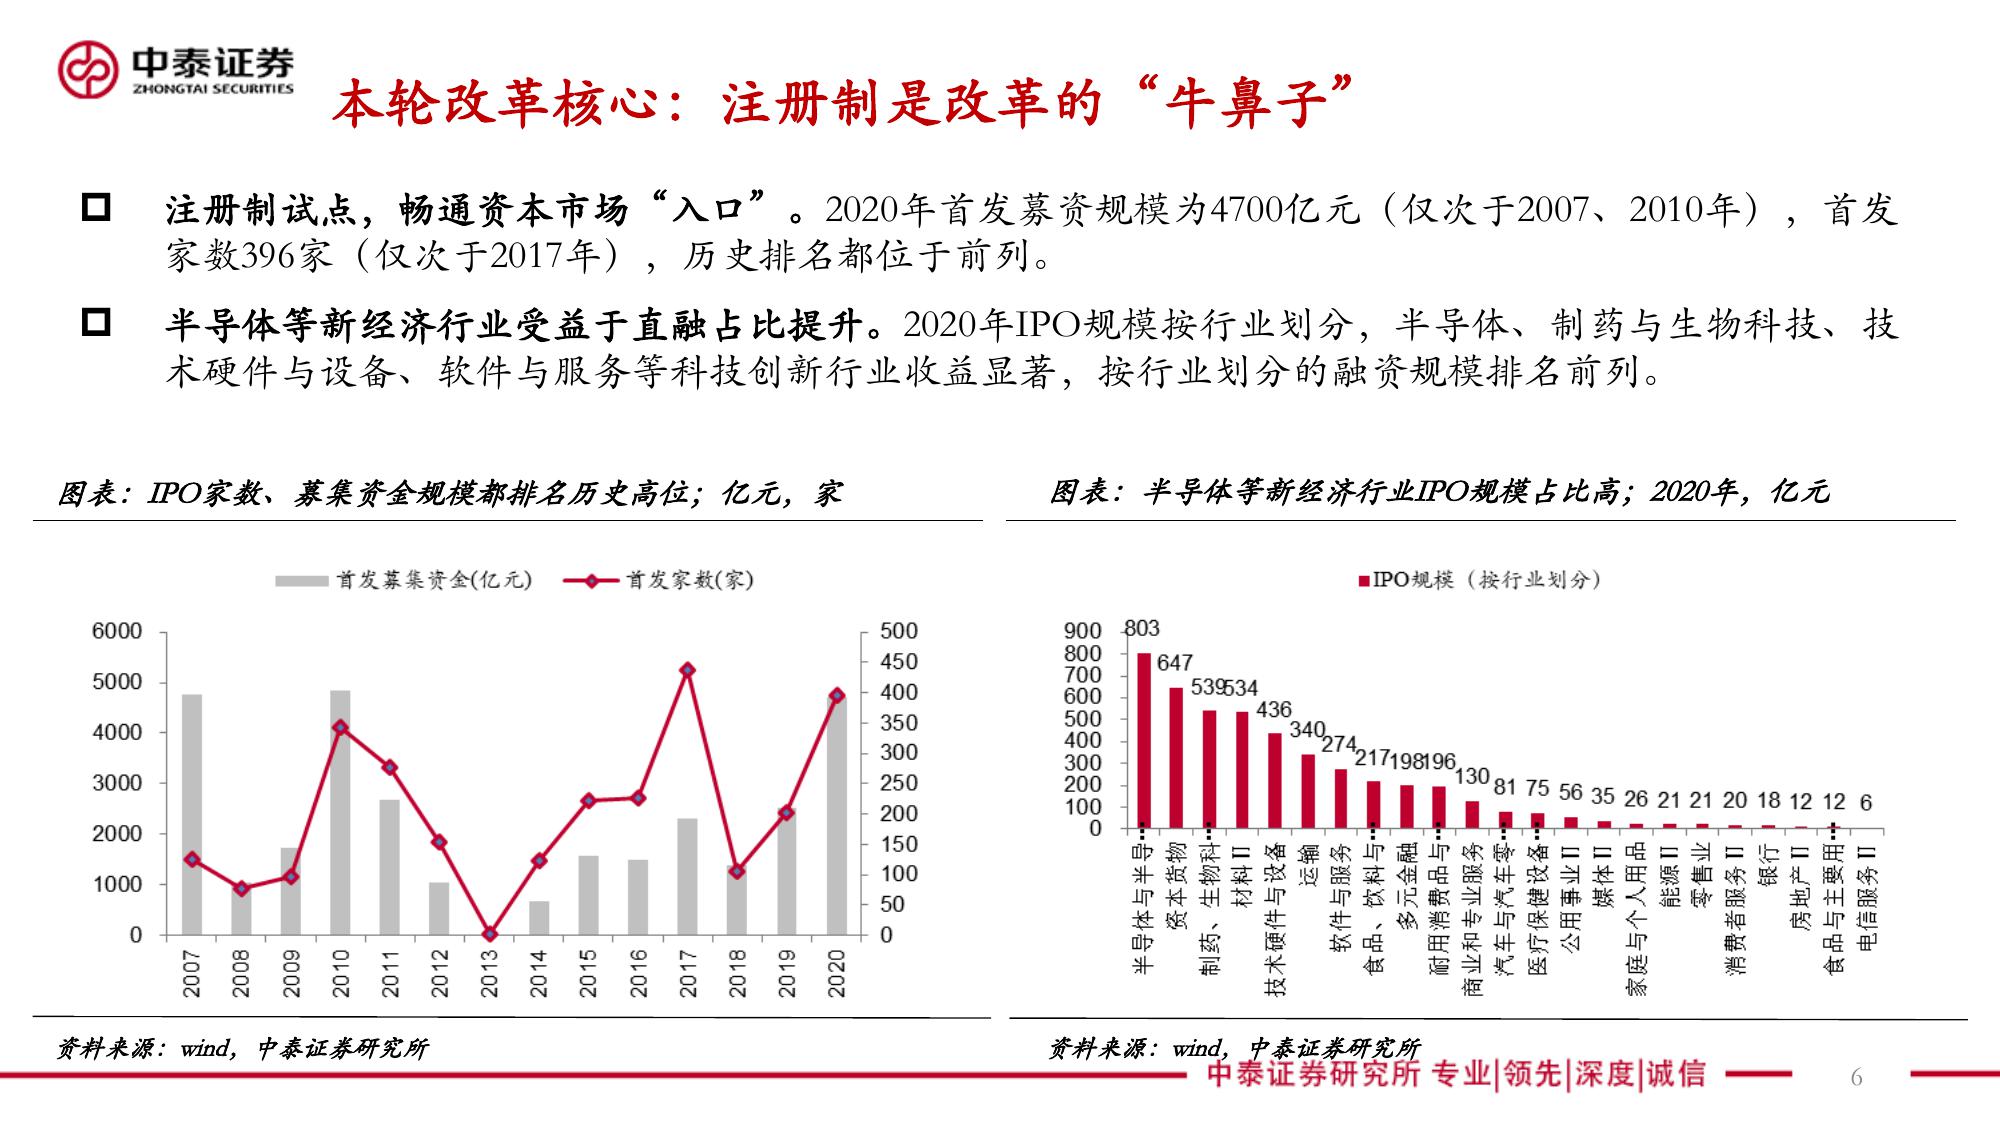 中泰证券
ZHONGTAI SECURITIES
本轮改革核心：注册制是改革的“牛鼻子”
注册制试点，畅通资本市场“入口”。2020年首发募资规模为4700亿元（仅次于2007、2010年），首发
家数396家（仅次于2017年），历史排名都位于前列。
半导体等新经济行业受益于直融占比提升。2020年IPO规模按行业划分，半导体、制药与生物科技、技
术硬件与设备、软件与服务等科技创新行业收益显著，按行业划分的融资规模排名前列。
图表：IPO家数、募集资金规模都排名历史高位；亿元，家
首发募集资金(亿元) 首发家数(家)
6000
5000
4000
3000
2000
1000
0
500
450
400
350
300
250
200
150
100
50
0
2007 2008 2009 2010 2011 2012 2013 2014 2015 2016 2017 2018 2019 2020
资料来源：wind，中泰证券研究所
图表：半导体等新经济行业IPO规模占比高；2020年，亿元
IPO规模（按行业划分）
900
800
700
600
500
400
300
200
100
0
803 647 539 534 436 340 274 217 198 196 130 81 75 56 35 26 21 21 20 18 12 12 6
半导体与半导…
资本货物
制药、生物科…
材料Ⅱ
技术硬件与设备
运输
软件与服务
食品、饮料与…
多元金融
耐用消费品与…
商业和专业服务
汽车与汽车零…
医疗保健设备…
公用事业Ⅱ
媒体Ⅱ
家庭与个人用品
能源Ⅱ
零售业
消费者服务Ⅱ
银行
房地产Ⅱ
食品与主要用…
电信服务Ⅱ
资料来源：wind，中泰证券研究所
中泰证券研究所 专业|领先|深度|诚信
6